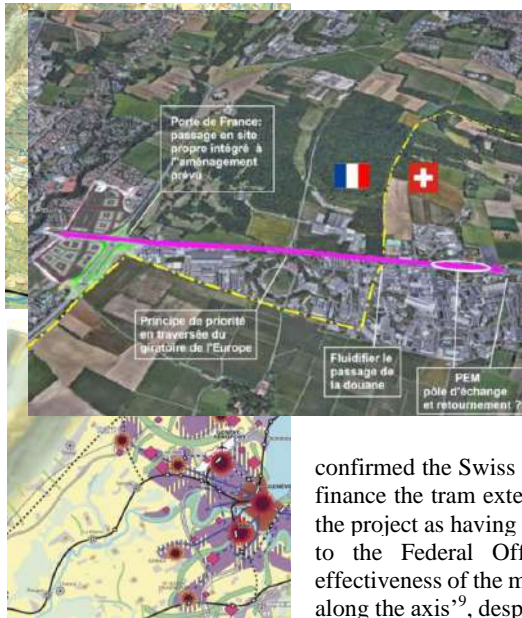 Porte de France:
passage en site
propre intégré à
l'aménagement
prévu
Principe de priorité
en traversée du
giratoire de l'Europe
Fluidifier le
passage de
la douane
PEM
pôle d'échange
et retournement ?
confirmed the Swiss
finance the tram exte
the project as having
to the Federal Off
effectiveness of the m
along the axis’⁹, desp